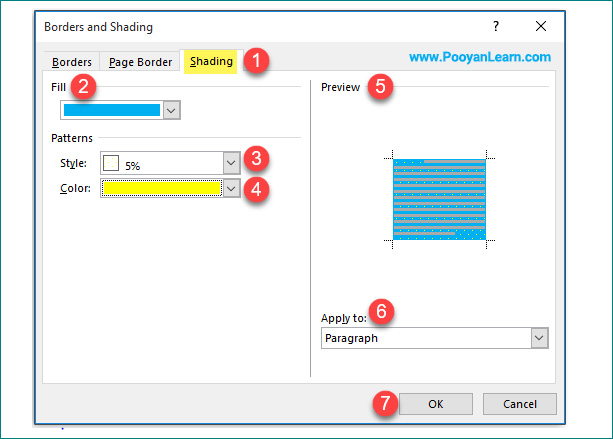 Borders and Shading
? ×
Borders Page Border Shading 1
www.PooyanLearn.com
Fill 2
Preview 5
Patterns
Style: 5% 3
Color: 4
6
Apply to:
Paragraph
7 OK Cancel